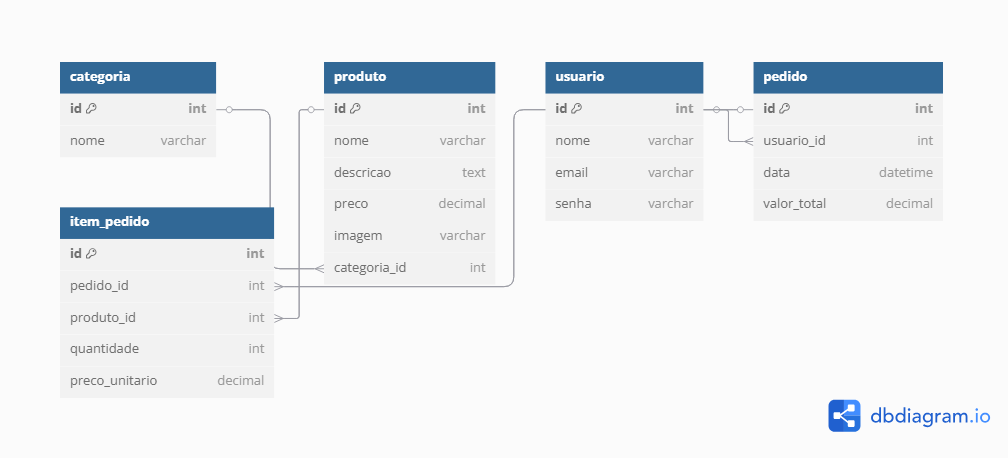 categoria
id int
nome varchar
produto
id int
nome varchar
descricao text
preco decimal
imagem varchar
categoria_id int
usuario
id int
nome varchar
email varchar
senha varchar
pedido
id int
usuario_id int
data datetime
valor_total decimal
item_pedido
id int
pedido_id int
produto_id int
quantidade int
preco_unitario decimal
dbdiagram.io